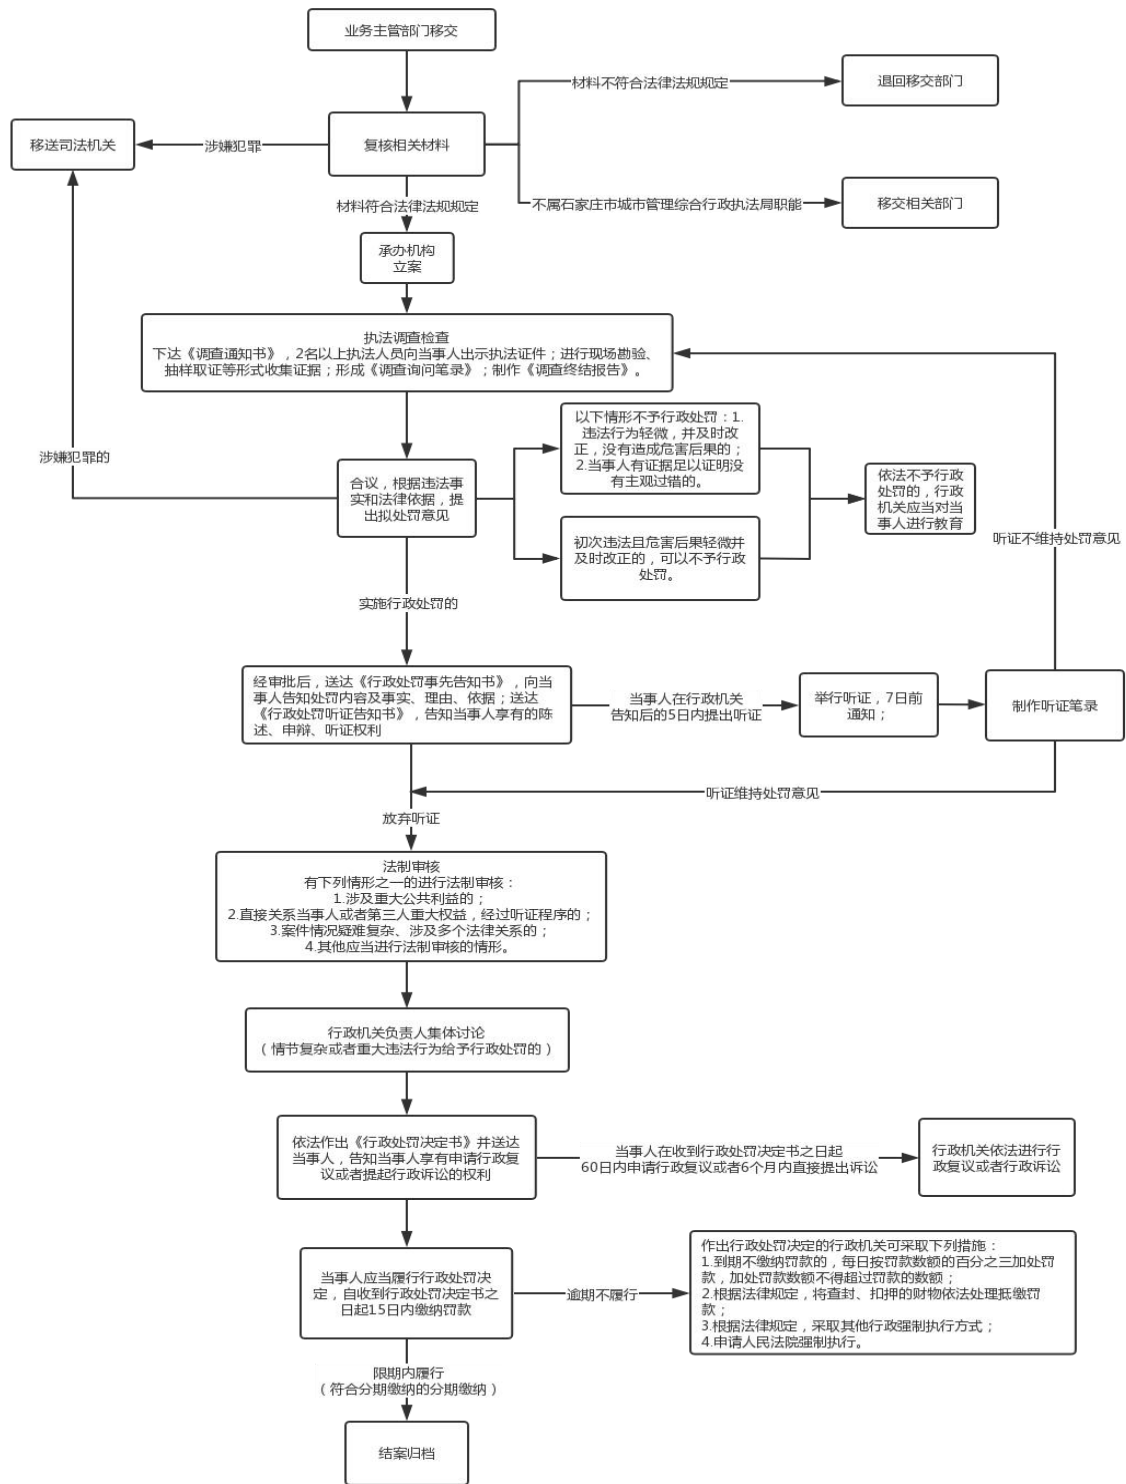 业务主管部门移交
材料不符合法律法规规定
退回移交部门
移送司法机关
涉嫌犯罪
复核相关材料
不属石家庄市城市管理综合行政执法局职能
移交相关部门
材料符合法律法规规定
承办机构
立案
执法调查检查
下达《调查通知书》，2名以上执法人员向当事人出示执法证件；进行现场勘验、
抽样取证等形式收集证据；形成《调查询问笔录》；制作《调查终结报告》。
涉嫌犯罪的
合议，根据违法事
实和法律依据，提
出拟处罚意见
以下情形不予行政处罚：1.
违法行为轻微，并及时改
正，没有造成危害后果的；
2.当事人有证据足以证明没
有主观过错的。
初次违法且危害后果轻微并
及时改正的，可以不予行政
处罚。
依法不予行政
处罚的，行政
机关应当对当
事人进行教育
听证不维持处罚意见
实施行政处罚的
经审批后，送达《行政处罚事先告知书》，向当
事人告知处罚内容及事实、理由、依据；送达
《行政处罚听证告知书》，告知当事人享有的陈
述、申辩、听证权利
当事人在行政机关
告知后的5日内提出听证
举行听证，7日前
通知；
制作听证笔录
听证维持处罚意见
放弃听证
法制审核
有下列情形之一的进行法制审核：
1.涉及重大公共利益的；
2.直接关系当事人或者第三人重大权益，经过听证程序的；
3.案件情况疑难复杂、涉及多个法律关系的；
4.其他应当进行法制审核的情形。
行政机关负责人集体讨论
（情节复杂或者重大违法行为给予行政处罚的）
依法作出《行政处罚决定书》并送达
当事人，告知当事人享有申请行政复
议或者提起行政诉讼的权利
当事人在收到行政处罚决定书之日起
60日内申请行政复议或者6个月内直接提出诉讼
行政机关依法进行行
政复议或者行政诉讼
当事人应当履行行政处罚决
定，自收到行政处罚决定书之
日起15日内缴纳罚款
逾期不履行
作出行政处罚决定的行政机关可采取下列措施：
1.到期不缴纳罚款的，每日按罚款数额的百分之三加处罚
款，加处罚款数额不得超过罚款的数额；
2.根据法律规定，将查封、扣押的财物依法处理抵缴罚
款；
3.根据法律规定，采取其他行政强制执行方式；
4.申请人民法院强制执行。
限期内履行
（符合分期缴纳的分期缴纳）
结案归档